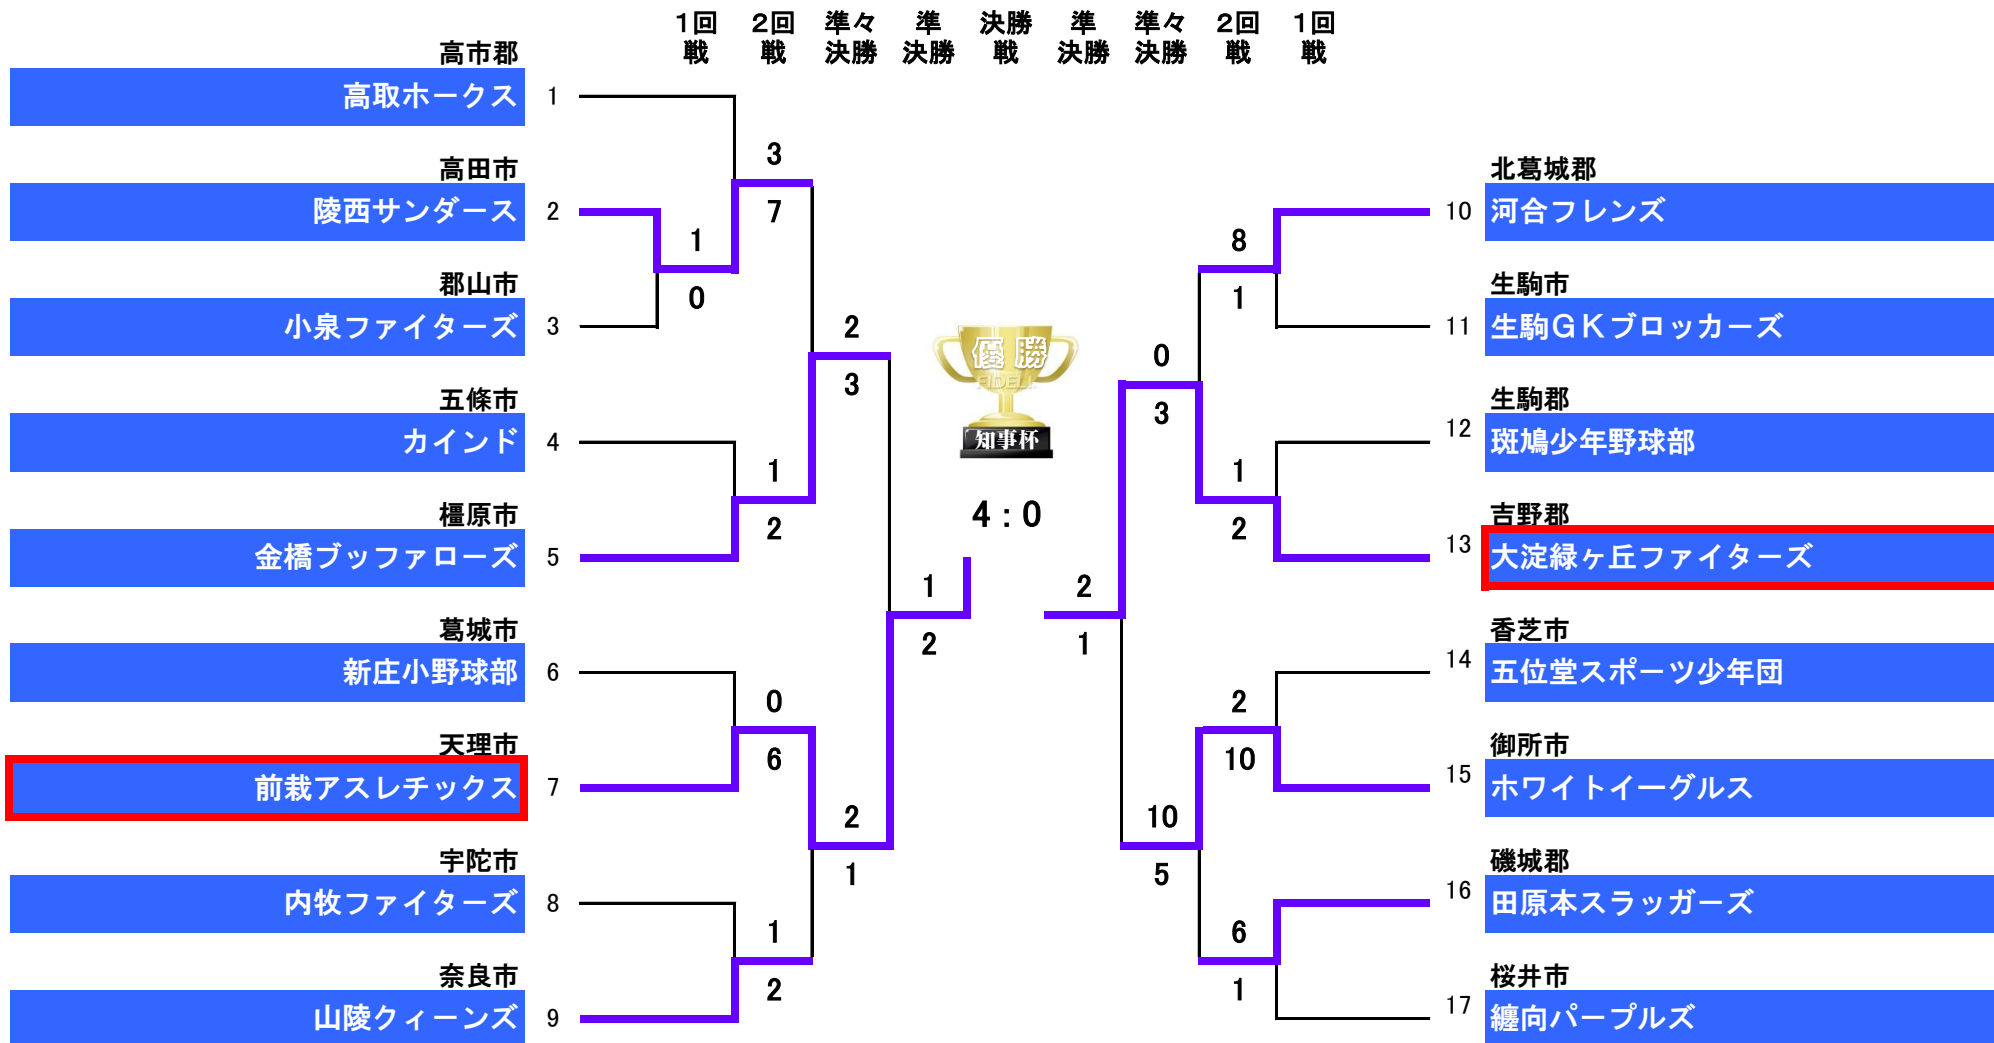 1回戦
2回戦
準々決勝
準決勝
決勝戦
準決勝
準々決勝
2回戦
1回戦
高市郡
高取ホークス
1
高田市
陵西サンダース
2
郡山市
小泉ファイターズ
3
五條市
カインド
4
橿原市
金橋ブッファローズ
5
葛城市
新庄小野球部
6
天理市
前栽アスレチックス
7
宇陀市
内牧ファイターズ
8
奈良市
山陵クィーンズ
9
1
0
3
7
1
2
0
6
1
2
2
3
2
1
1
2
優勝
FIDELI
知事杯
4：0
2
1
0
3
10
5
8
1
1
2
2
10
6
1
北葛城郡
10
河合フレンズ
生駒市
11
生駒ＧＫブロッカーズ
生駒郡
12
斑鳩少年野球部
吉野郡
13
大淀緑ヶ丘ファイターズ
香芝市
14
五位堂スポーツ少年団
御所市
15
ホワイトイーグルス
磯城郡
16
田原本スラッガーズ
桜井市
17
纏向パープルズ